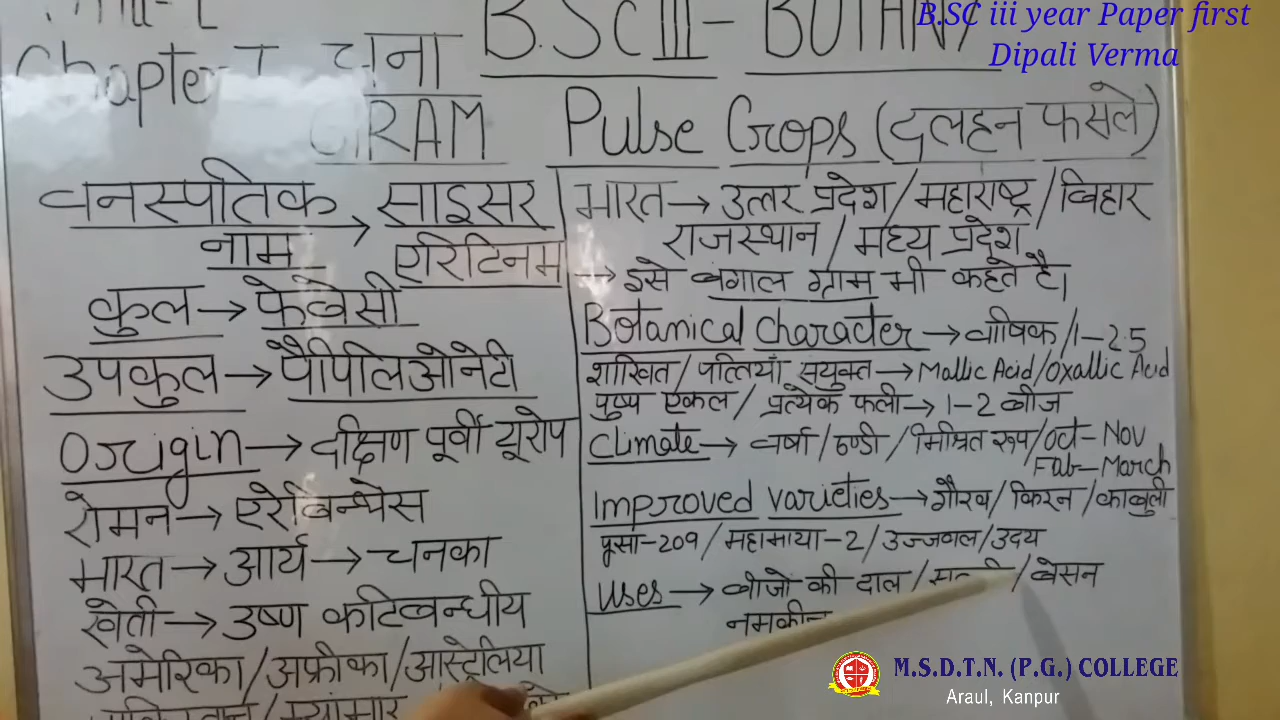 B.SC III - BOTANY
B.SC iii year Paper first
Dipali Verma
Chapter-I चना
GRAM
Pulse Crops (दलहन फसले)
वनस्पतिक → साइसर
नाम एरिटिनम
कुल → फेबेसी
उपकुल → पैपिलिओनेटी
Origin → दक्षिण पूर्वी यूरोप
रोमन → एरोबिन्थेस
भारत → आर्य → चनका
खेती → उष्ण कटिबन्धीय
अमेरिका/अफ्रीका/आस्ट्रेलिया
म्यांमार
भारत → उत्तर प्रदेश/महाराष्ट्र/बिहार
राजस्थान/मध्य प्रदेश
→ इसे बंगाल ग्राम भी कहते है।
Botanical character → वार्षिक/1-2.5
शाखित/पत्तियाँ सयुक्त → Mallic Acid/Oxallic Acid
पुष्प एकल/प्रत्येक फली → 1-2 बीज
Climate → वर्षा/ठण्डी/मिश्रित रूप/Oct-Nov
Fab-March
Improved varieties → गौरव/किरन/काबुली
पूसा-209/महामाया-2/उज्जवल/उदय
Uses → बीजो की दाल/ /बेसन
नमकीन
M.S.D.T.N. (P.G.) COLLEGE
Araul, Kanpur